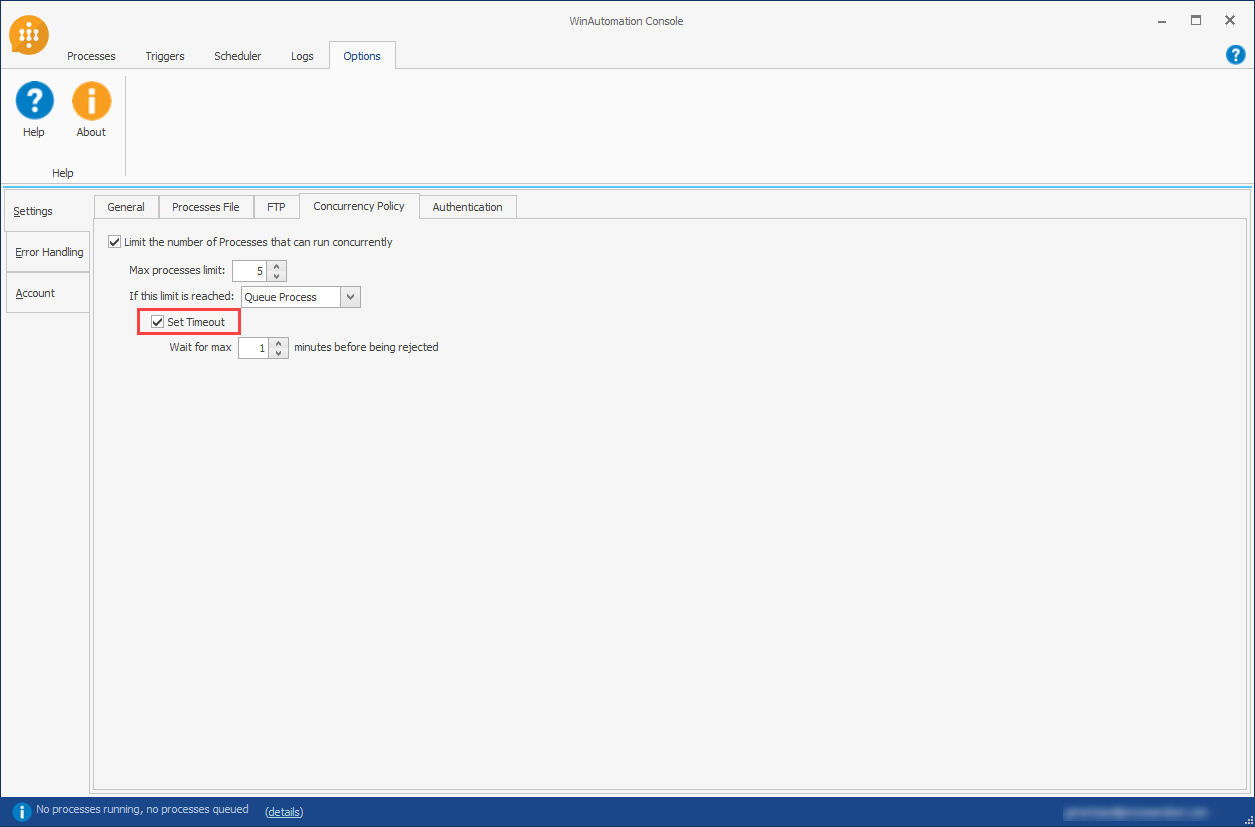 WinAutomation Console
Processes Triggers Scheduler Logs Options
?
? i
Help About
Help
Settings
Error Handling
Account
General Processes File FTP Concurrency Policy Authentication
Limit the number of Processes that can run concurrently
Max processes limit: 5
If this limit is reached: Queue Process
Set Timeout
Wait for max 1 minutes before being rejected
i No processes running, no processes queued (details)